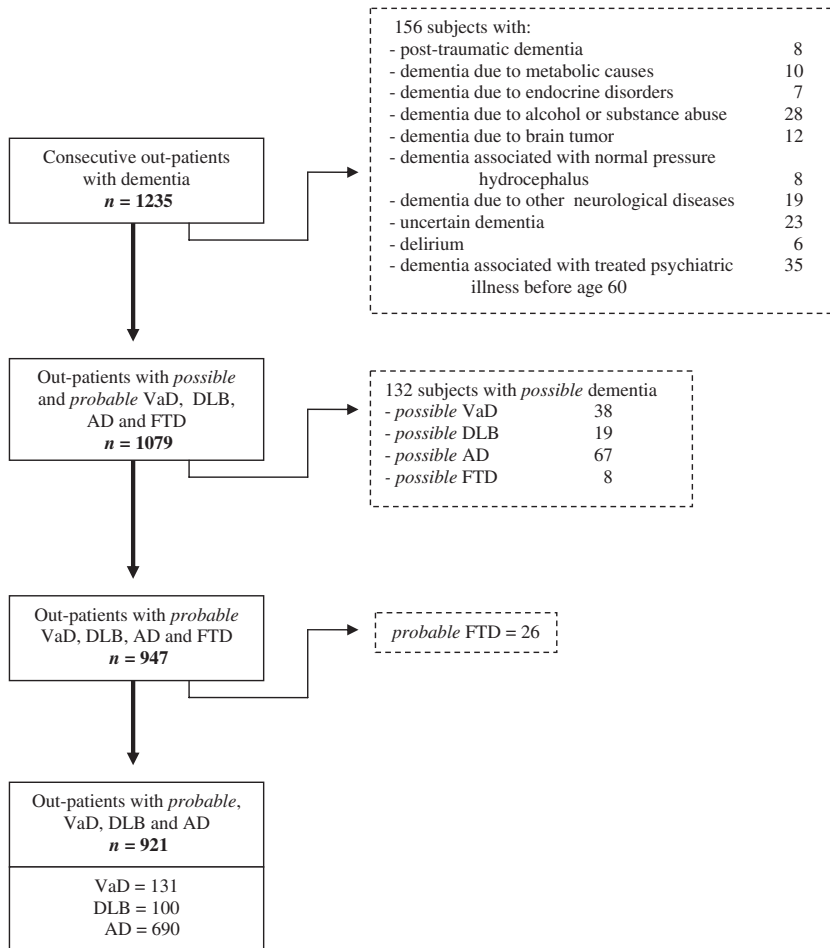 156 subjects with:
- post-traumatic dementia 8
- dementia due to metabolic causes 10
- dementia due to endocrine disorders 7
- dementia due to alcohol or substance abuse 28
- dementia due to brain tumor 12
- dementia associated with normal pressure
hydrocephalus 8
- dementia due to other neurological diseases 19
- uncertain dementia 23
- delirium 6
- dementia associated with treated psychiatric 35
illness before age 60
Consecutive out-patients
with dementia
n = 1235
Out-patients with possible
and probable VaD, DLB,
AD and FTD
n = 1079
132 subjects with possible dementia
- possible VaD 38
- possible DLB 19
- possible AD 67
- possible FTD 8
Out-patients with probable
VaD, DLB, AD and FTD
n = 947
probable FTD = 26
Out-patients with probable,
VaD, DLB and AD
n = 921
VaD = 131
DLB = 100
AD = 690